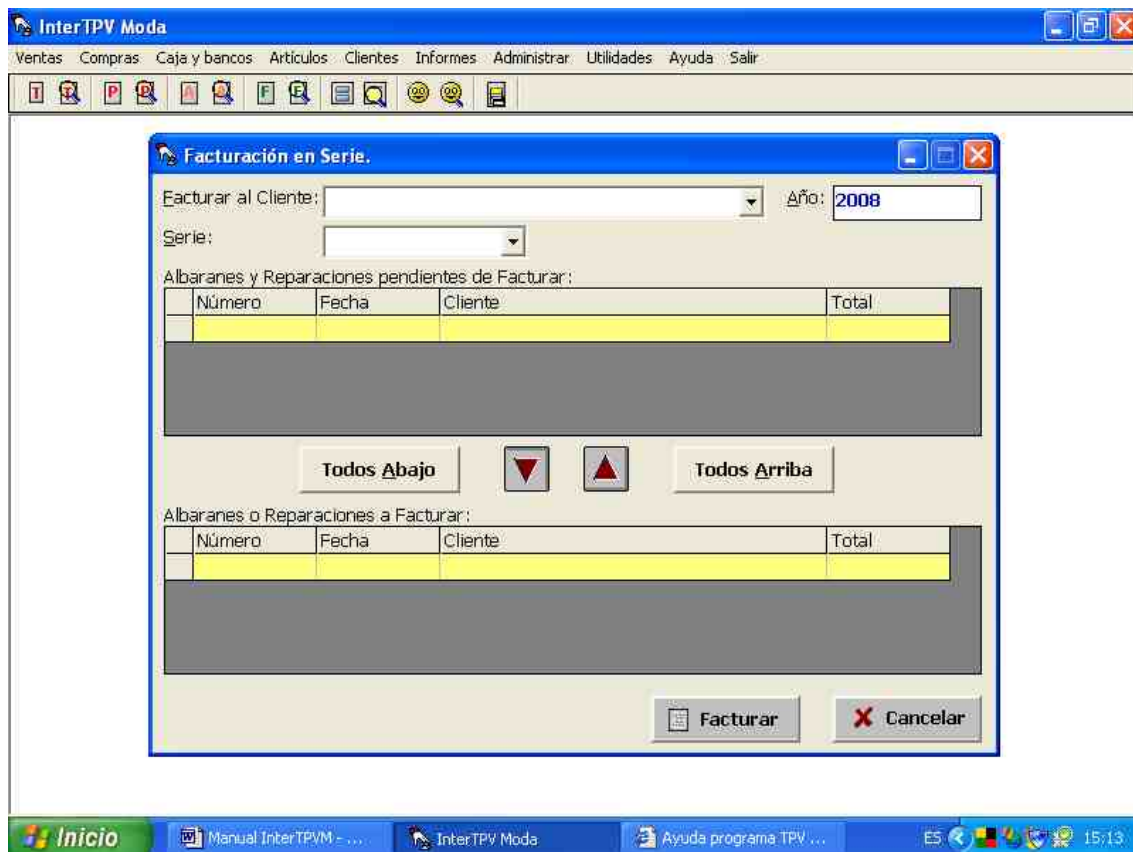 InterTPV Moda
Ventas Compras Caja y bancos Artículos Clientes Informes Administrar Utilidades Ayuda Salir
T T P P A A F F
Facturación en Serie.
Facturar al Cliente: Año: 2008
Serie:
Albaranes y Reparaciones pendientes de Facturar:
Número Fecha Cliente Total
Todos Abajo Todos Arriba
Albaranes o Reparaciones a Facturar:
Número Fecha Cliente Total
Facturar Cancelar
Inicio Manual InterTPVM - ... InterTPV Moda Ayuda programa TPV ... ES 15:13